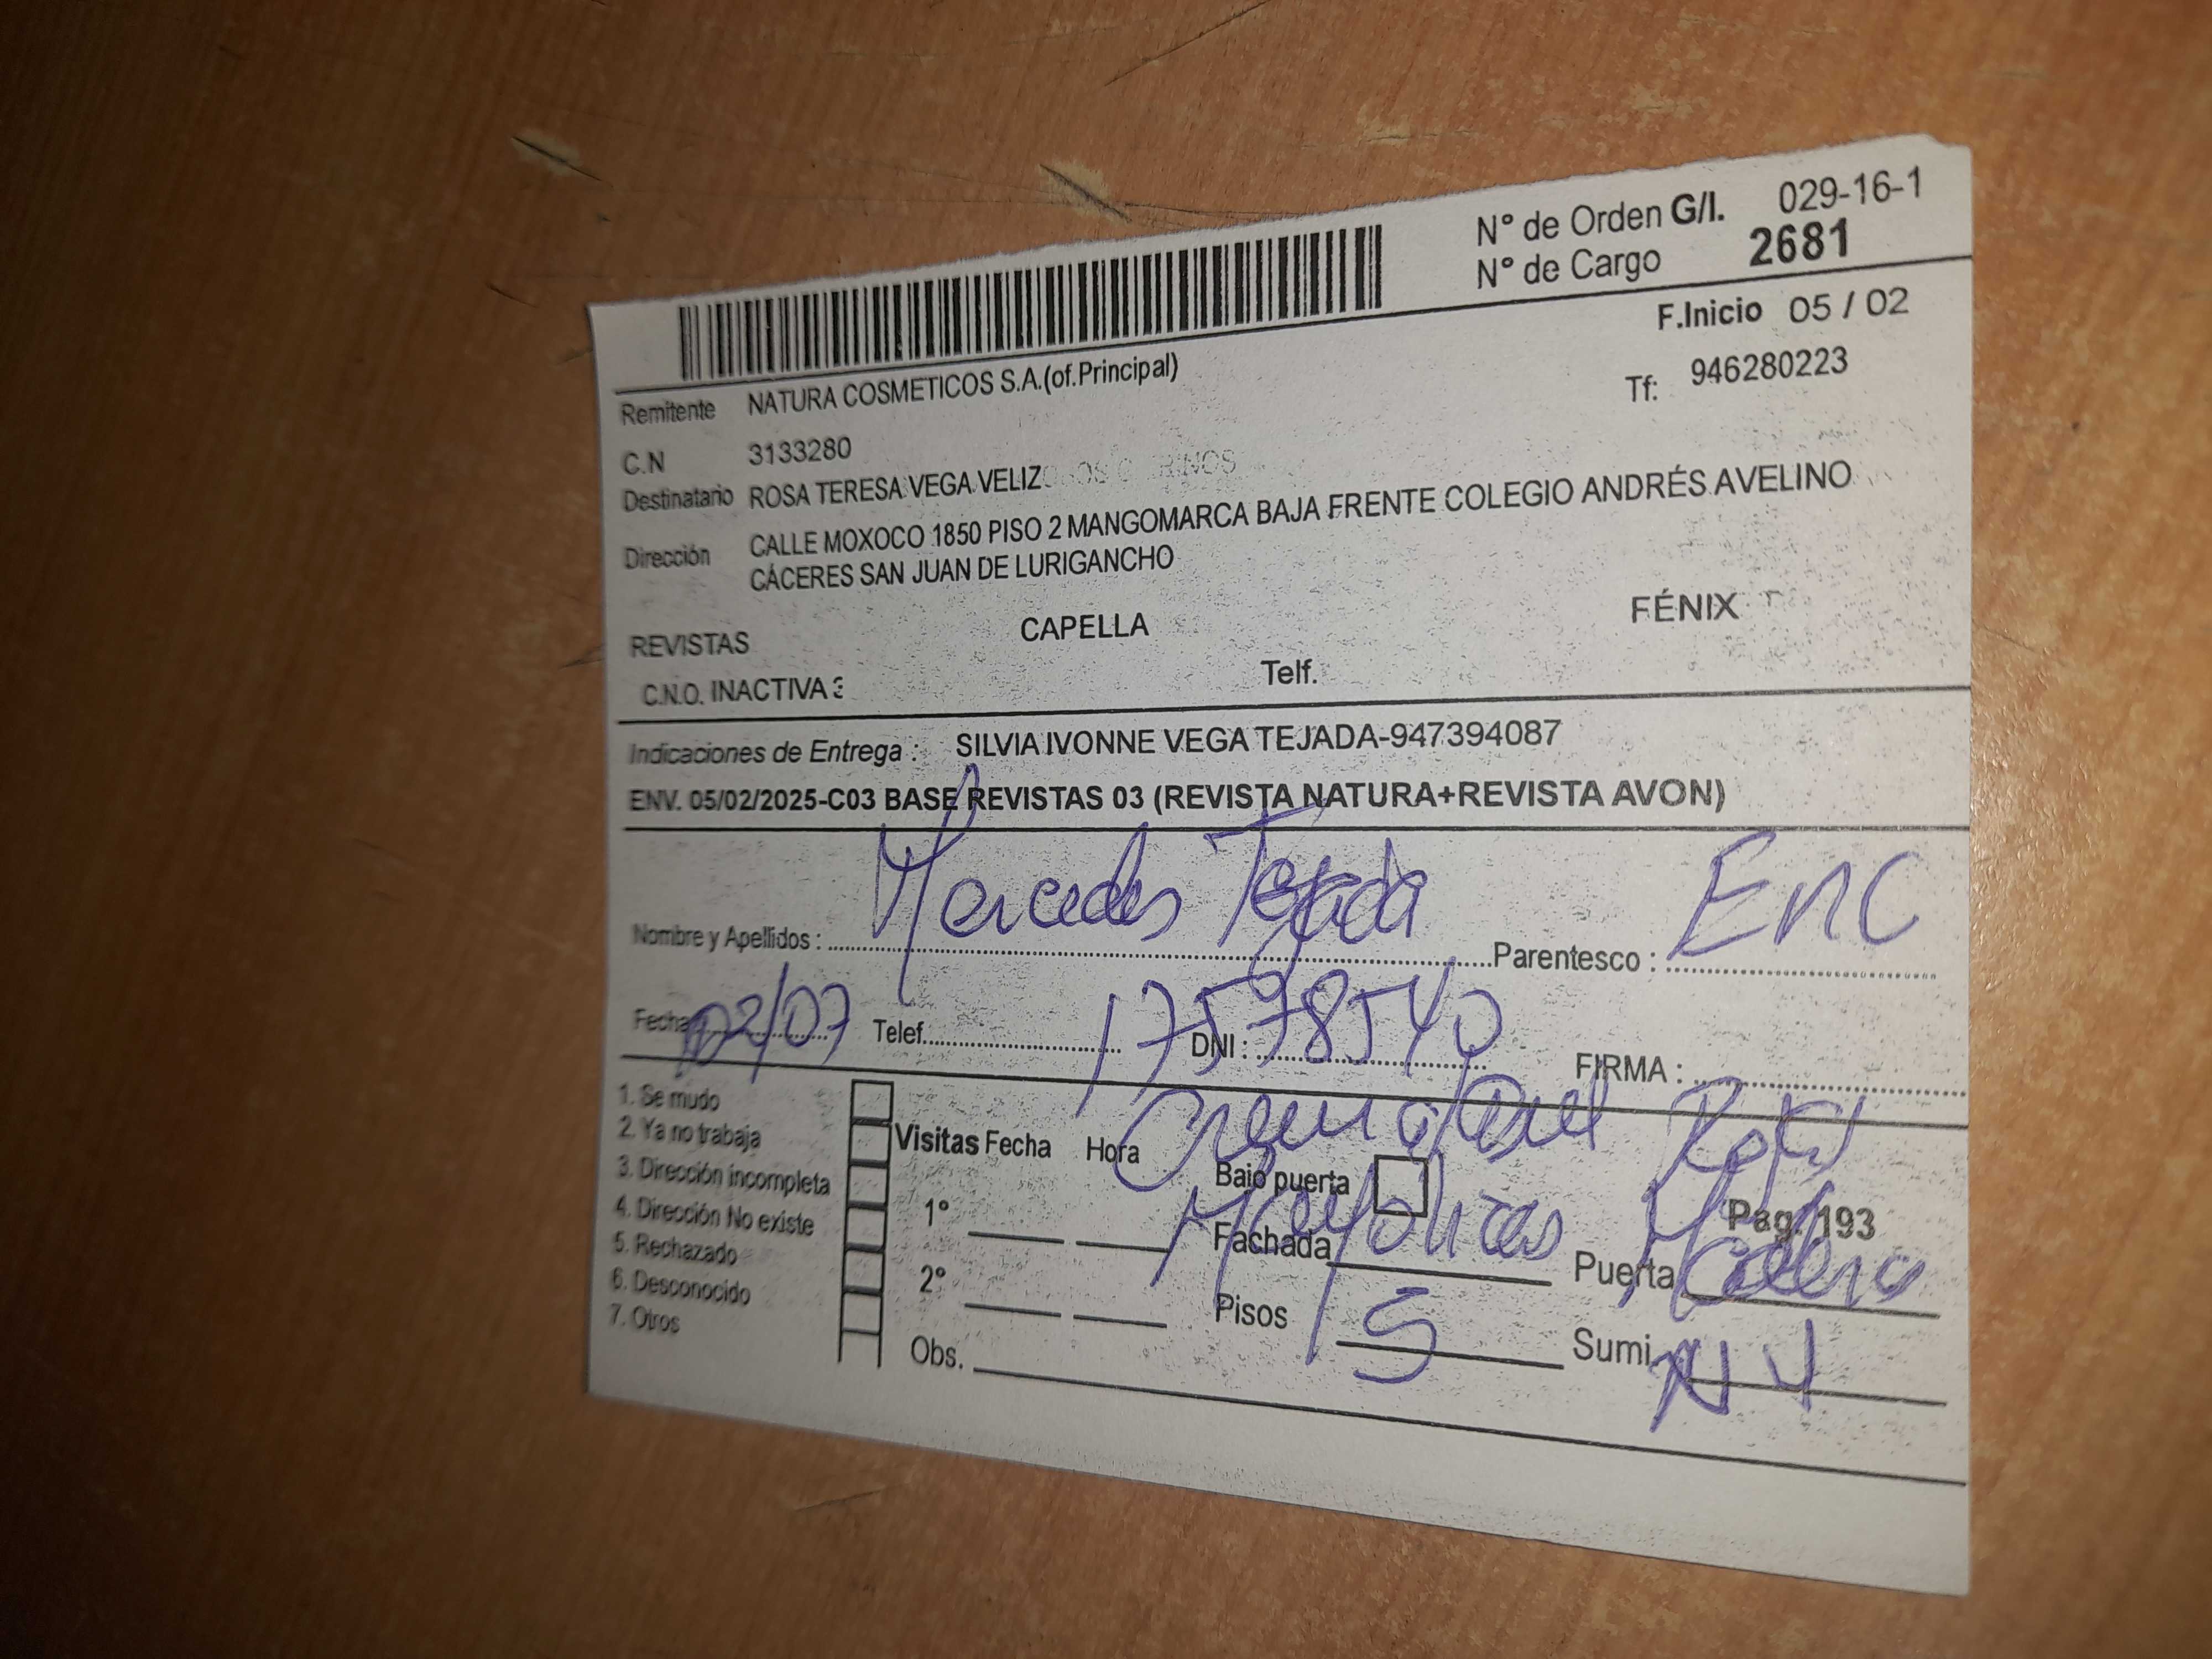 N° de Orden G/I. 029-16-1
N° de Cargo 2681
F.Inicio 05 / 02
Remitente NATURA COSMETICOS S.A.(of.Principal) Tf: 946280223
C.N 3133280
Destinatario ROSA TERESA VEGA VELIZ
Dirección CALLE MOXOCO 1850 PISO 2 MANGOMARCA BAJA FRENTE COLEGIO ANDRÉS AVELINO
CÁCERES SAN JUAN DE LURIGANCHO
REVISTAS CAPELLA FÉNIX
C.N.O. INACTIVA 3 Telf.
Indicaciones de Entrega : SILVIA IVONNE VEGA TEJADA-947394087
ENV. 05/02/2025-C03 BASE REVISTAS 03 (REVISTA NATURA+REVISTA AVON)
Nombre y Apellidos : Mercedes Tejada Parentesco : Enc
Fecha 02/07 Telef. DNI : 17578540 FIRMA :
1. Se mudo
2. Ya no trabaja
3. Dirección incompleta
4. Dirección No existe
5. Rechazado
6. Desconocido
7. Otros
Visitas Fecha Hora Bajo puerta
Pag. 193
1° Fachada Mayolicas Puerta
2° Pisos 5 Sumi
Obs.